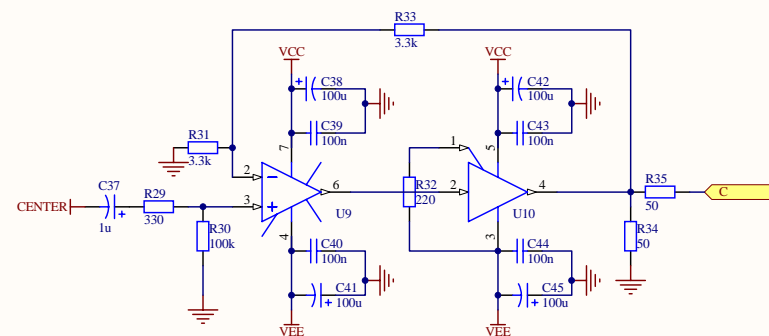 R33
3.3k
VCC
VCC
C38
100u
C42
100u
C39
100n
C43
100n
R31
3.3k
7
1
5
2
6
R32
220
2
4
R35
50
C
C37
1u
CENTER
R29
330
3
U9
U10
R30
100k
4
3
R34
50
C40
100n
C44
100n
C41
100u
C45
100u
VEE
VEE